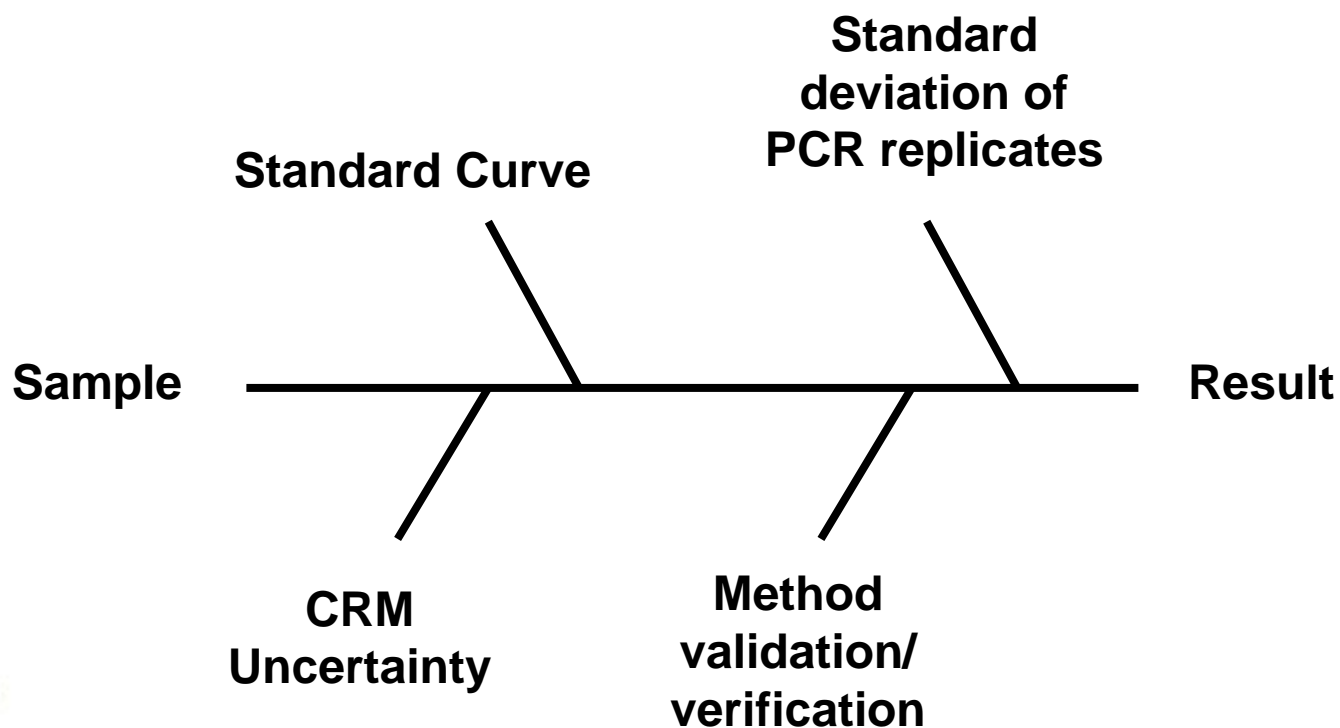 Standard
deviation of
PCR replicates
Standard Curve
Sample
Result
CRM
Uncertainty
Method
validation/
verification